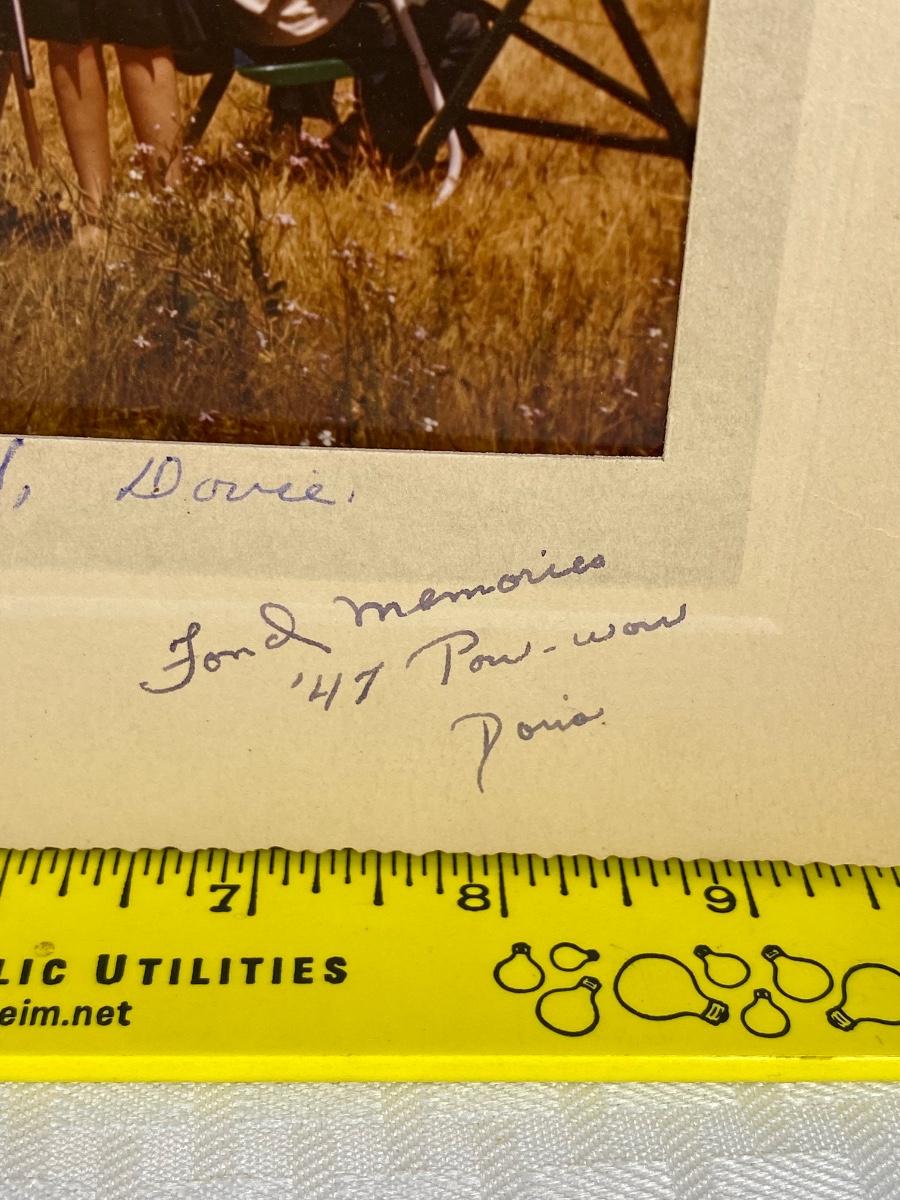 , Dovie.
Fond Memories
'47 Pow-wow
Doris
7 8 9
LIC UTILITIES
eim.net